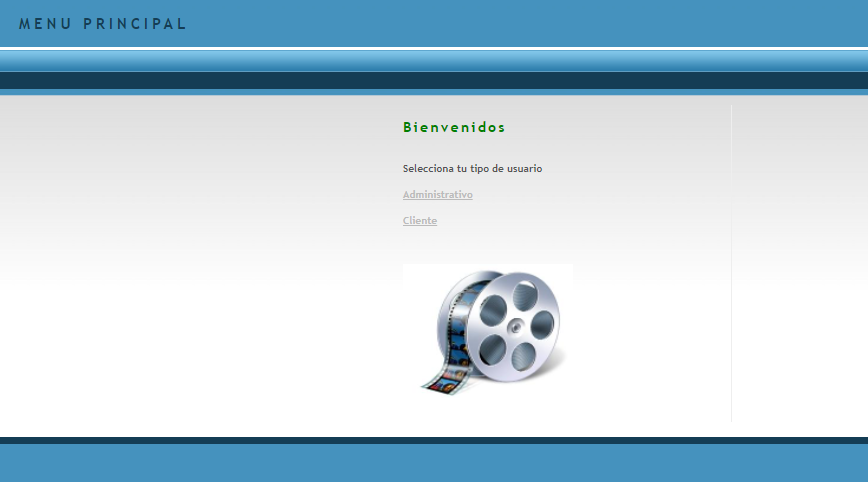 MENU PRINCIPAL
Bienvenidos
Selecciona tu tipo de usuario
Administrativo
Cliente